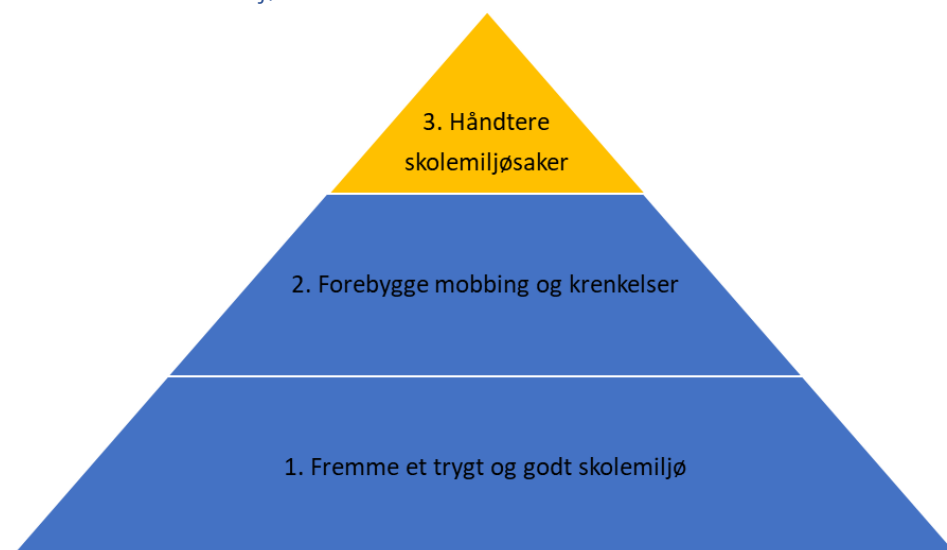 3. Håndtere
skolemiljøsaker
2. Forebygge mobbing og krenkelser
1. Fremme et trygt og godt skolemiljø